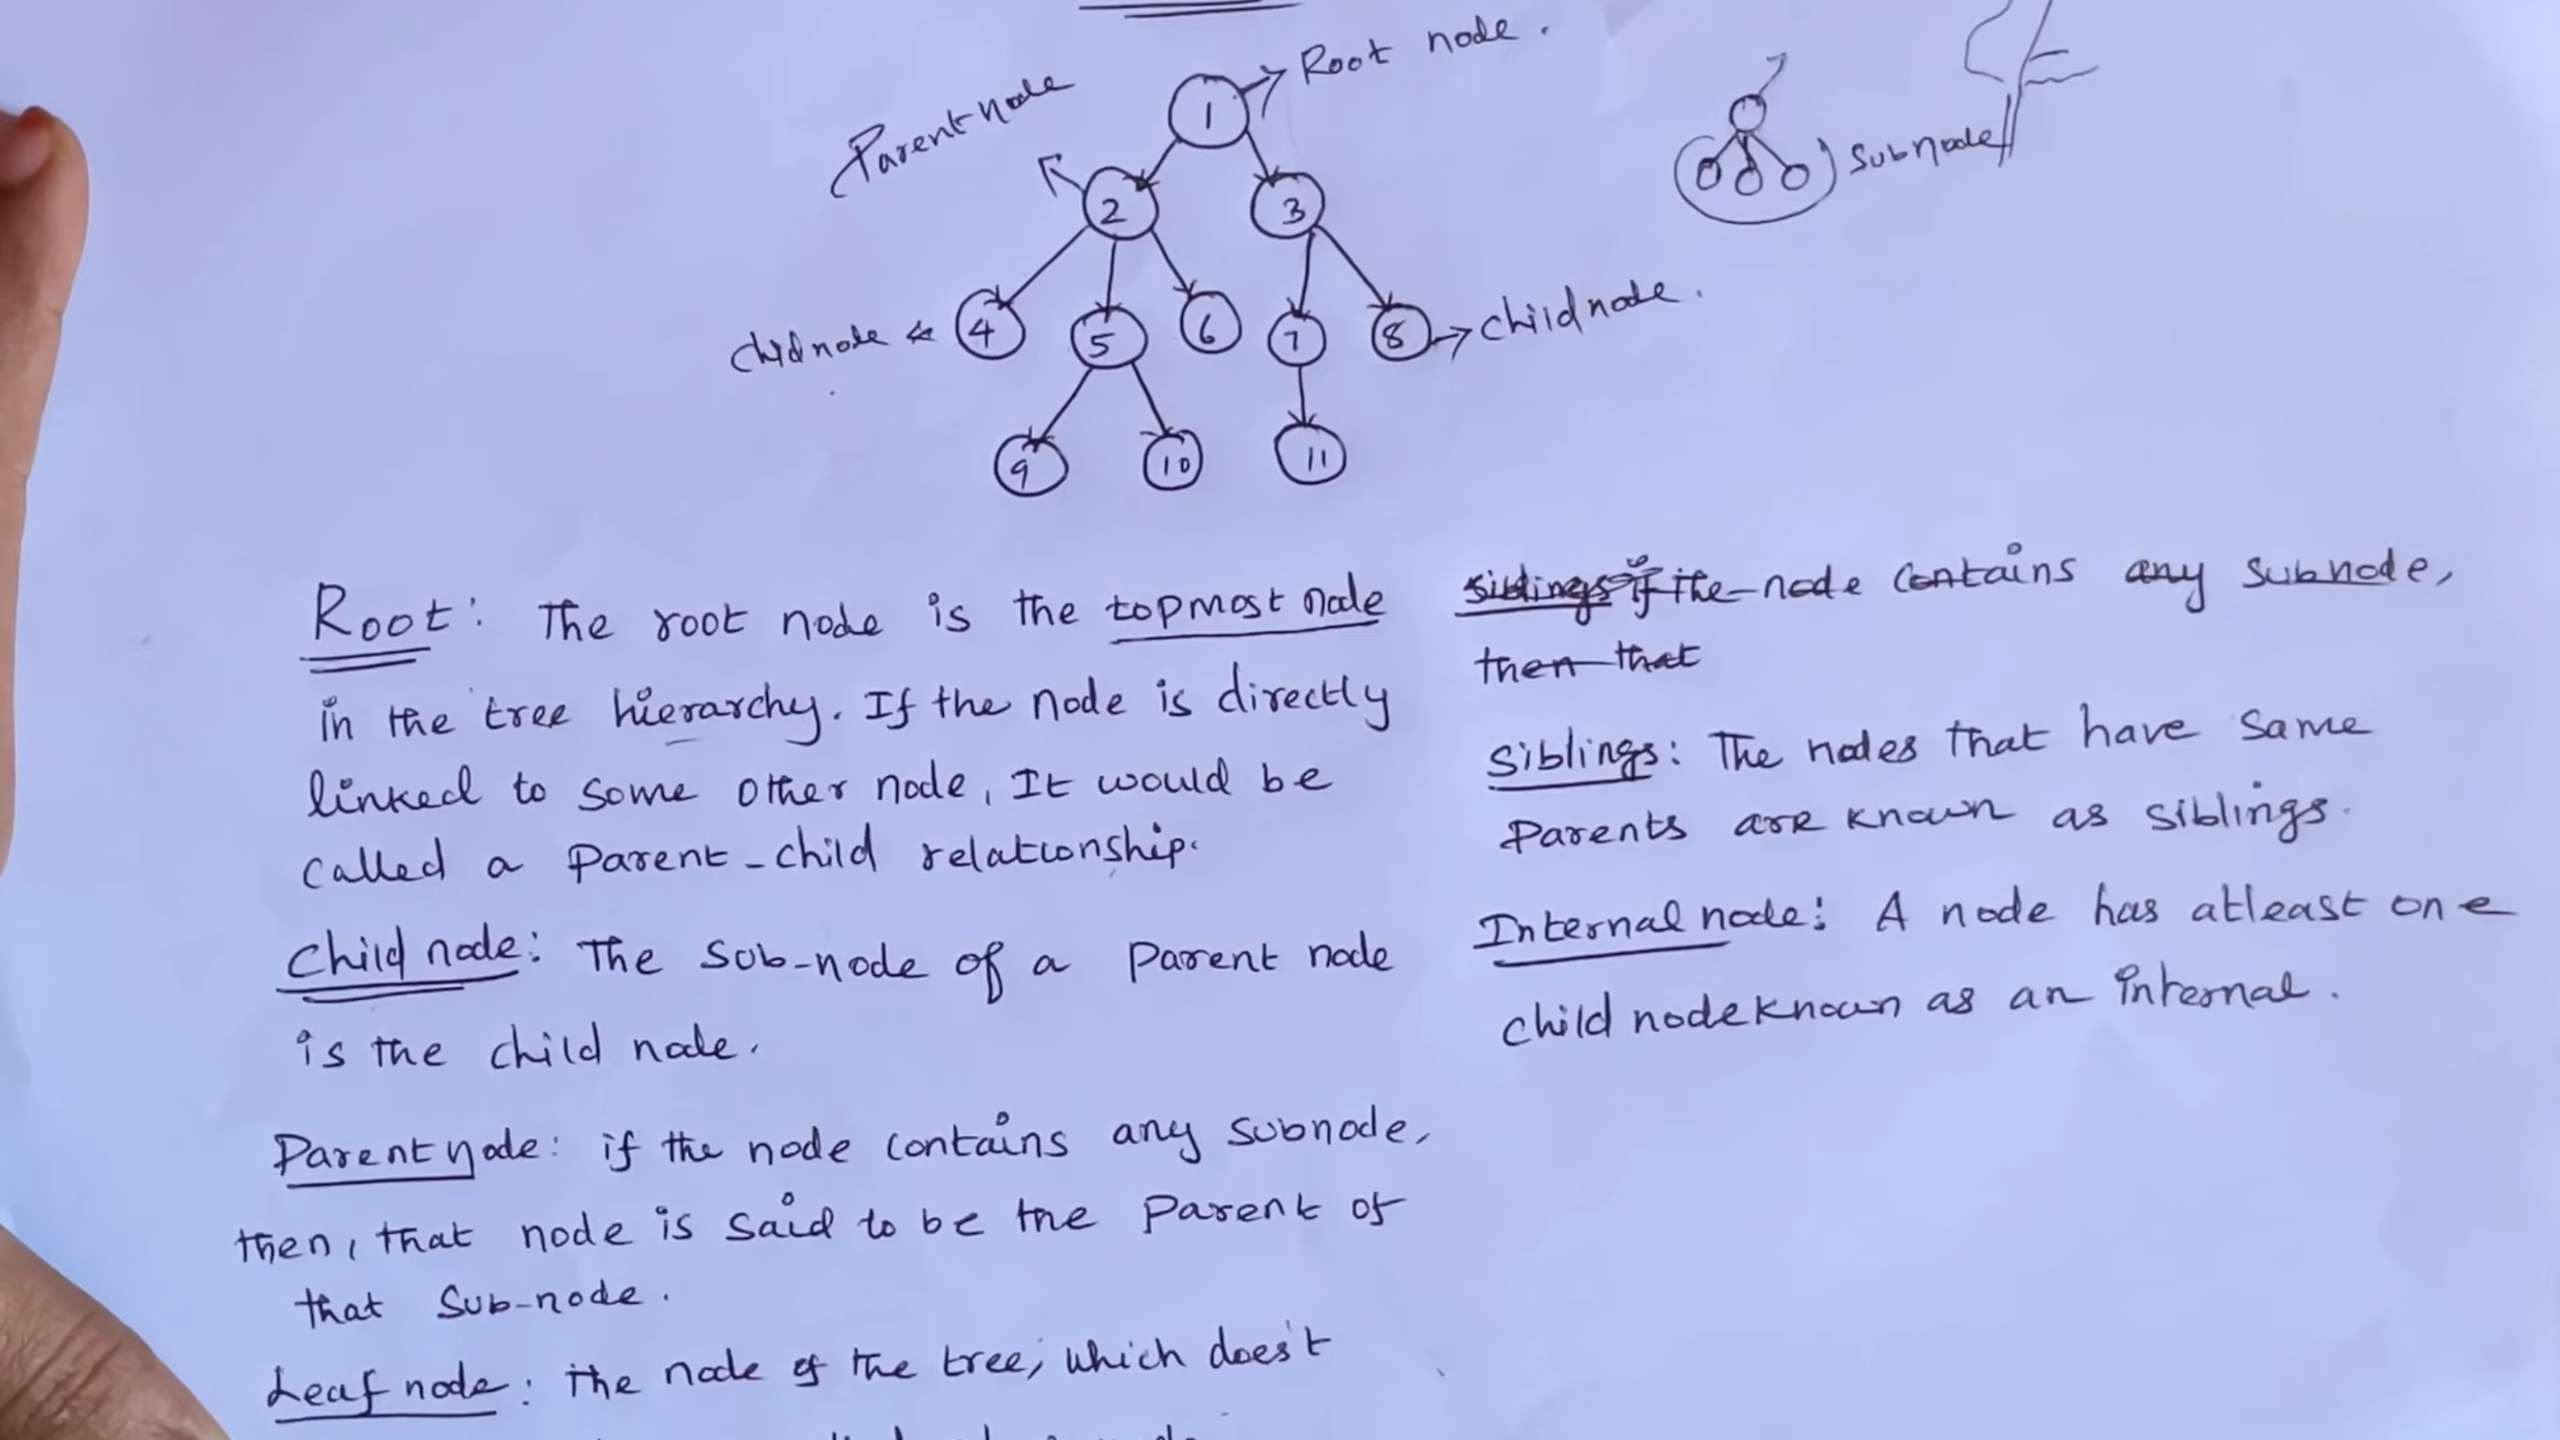 Root node.
Parent node
1
2
3
subnode
4
5
6
7
8
child node.
chid node
9
10
11
Root: The root node is the topmost node
in the tree hierarchy. If the node is directly
linked to some other node, It would be
called a Parent-child relationship.
child node: The Sub-node of a Parent node
is the child node.
Parent node: if the node contains any subnode,
then, that node is said to be the Parent of
that Sub-node.
Leaf node: The node of the tree, which does't
siblings if the node contains any subnode,
then that
Siblings: The nodes that have same
Parents are known as siblings.
Internal node: A node has atleast one
child node known as an internal.